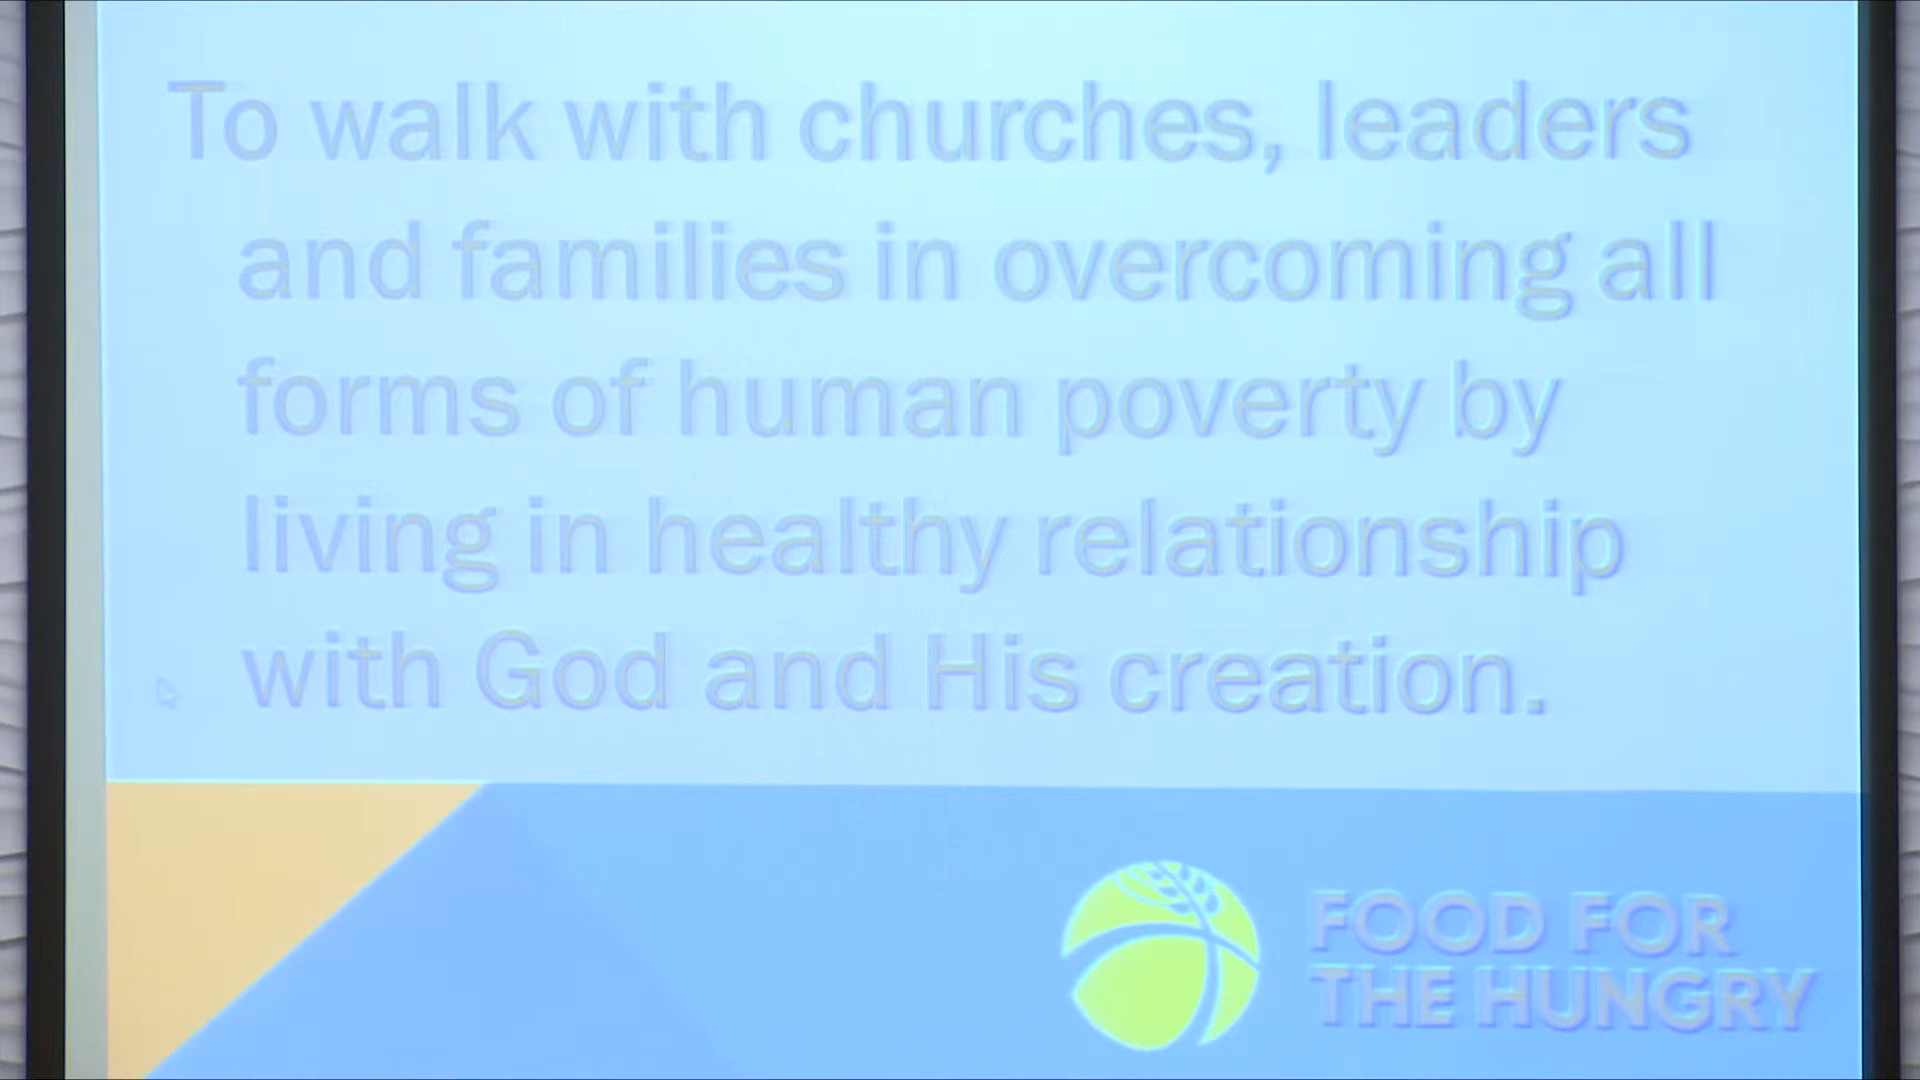 To walk with churches, leaders
and families in overcoming all
forms of human poverty by
living in healthy relationship
with God and His creation.
FOOD FOR
THE HUNGRY